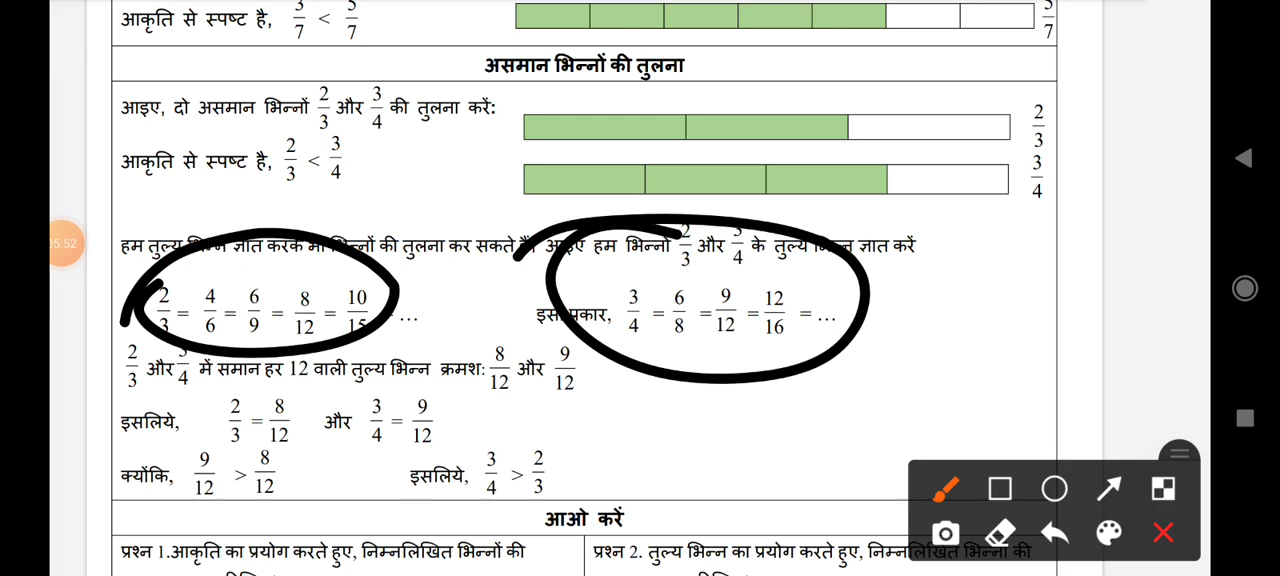 आकृति से स्पष्ट है, 3/7 < 5/7
5/7
असमान भिन्नों की तुलना
आइए, दो असमान भिन्नों 2/3 और 3/4 की तुलना करें:
2/3
आकृति से स्पष्ट है, 2/3 < 3/4
3/4
हम तुल्य भिन्न ज्ञात करके भी भिन्नों की तुलना कर सकते हैं। आइए हम भिन्नों 2/3 और 3/4 के तुल्य भिन्न ज्ञात करें
2/3 = 4/6 = 6/9 = 8/12 = 10/15 = … इस प्रकार, 3/4 = 6/8 = 9/12 = 12/16 = …
2/3 और 3/4 में समान हर 12 वाली तुल्य भिन्न क्रमश: 8/12 और 9/12
इसलिये, 2/3 = 8/12 और 3/4 = 9/12
क्योंकि, 9/12 > 8/12 इसलिये, 3/4 > 2/3
आओ करें
प्रश्न 1.आकृति का प्रयोग करते हुए, निम्नलिखित भिन्नों की
प्रश्न 2. तुल्य भिन्न का प्रयोग करते हुए, निम्नलिखित भिन्नों की
05:52